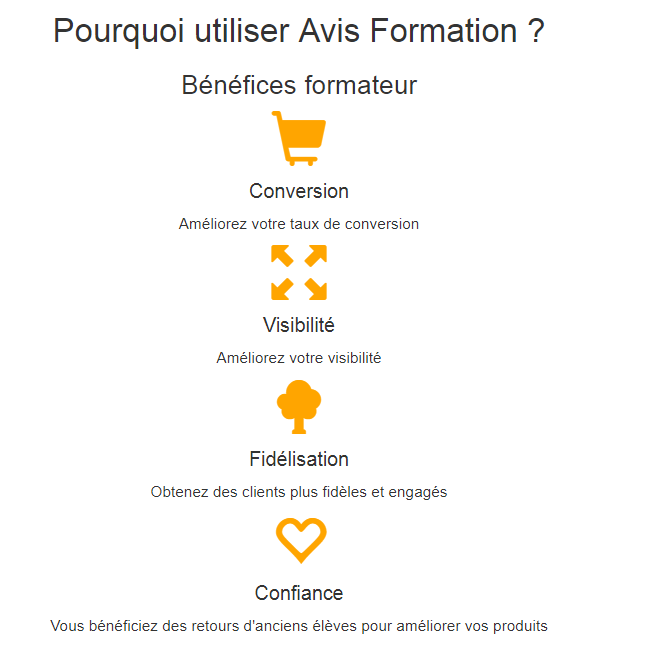 Pourquoi utiliser Avis Formation ?
Bénéfices formateur
Conversion
Améliorez votre taux de conversion
Visibilité
Améliorez votre visibilité
Fidélisation
Obtenez des clients plus fidèles et engagés
Confiance
Vous bénéficiez des retours d'anciens élèves pour améliorer vos produits